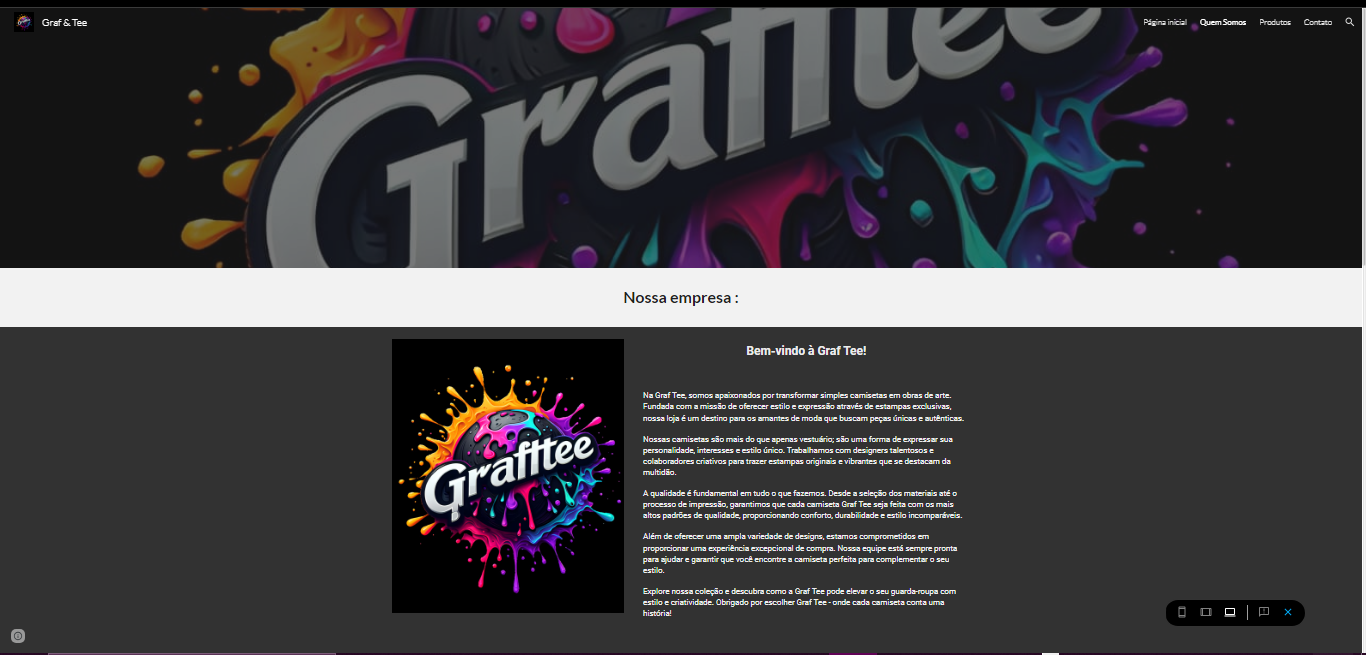 Graf & Tee
Página inicial
Quem Somos
Produtos
Contato
Grafftee
Nossa empresa :
Grafftee
Bem-vindo à Graf Tee!
Na Graf Tee, somos apaixonados por transformar simples camisetas em obras de arte.
Fundada com a missão de oferecer estilo e expressão através de estampas exclusivas,
nossa loja é um destino para os amantes de moda que buscam peças únicas e autênticas.
Nossas camisetas são mais do que apenas vestuário; são uma forma de expressar sua
personalidade, interesses e estilo único. Trabalhamos com designers talentosos e
colaboradores criativos para trazer estampas originais e vibrantes que se destacam da
multidão.
A qualidade é fundamental em tudo o que fazemos. Desde a seleção dos materiais até o
processo de impressão, garantimos que cada camiseta Graf Tee seja feita com os mais
altos padrões de qualidade, proporcionando conforto, durabilidade e estilo incomparáveis.
Além de oferecer uma ampla variedade de designs, estamos comprometidos em
proporcionar uma experiência excepcional de compra. Nossa equipe está sempre pronta
para ajudar e garantir que você encontre a camiseta perfeita para complementar o seu
estilo.
Explore nossa coleção e descubra como a Graf Tee pode elevar o seu guarda-roupa com
estilo e criatividade. Obrigado por escolher Graf Tee - onde cada camiseta conta uma
história!